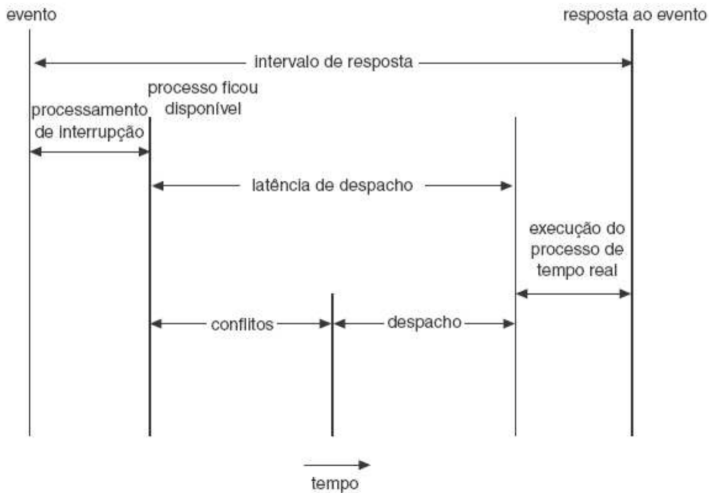 evento
resposta ao evento
intervalo de resposta
processo ficou
disponível
processamento
de interrupção
latência de despacho
execução do
processo de
tempo real
conflitos
despacho
tempo